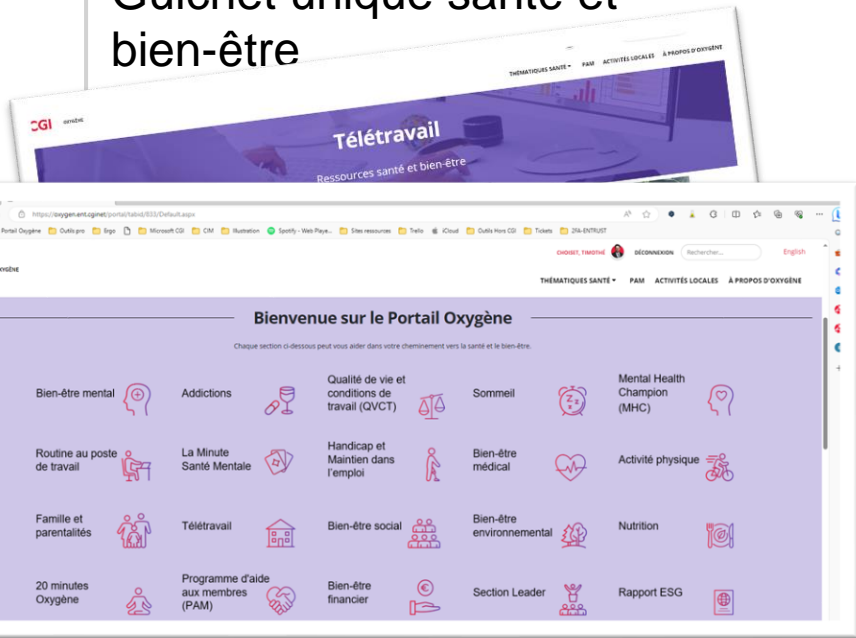 Guichet unique santé et
bien-être
THÉMATIQUES SANTÉ PAM ACTIVITÉS LOCALES À PROPOS D'OXYGÈNE
CGI OXYGÈNE
Télétravail
Ressources santé et bien-être
https://oxygen.ent.cginet/portal/tabid/633/Default.aspx
Portail Oxygène Outils pro Ergo Microsoft CGI CIM Illustration Spotify - Web Playe... Sites ressources Trello iCloud Outils Hors CGI Tickets 2FA-ENTRUST
CHOISET, TIMOTHÉ DÉCONNEXION Rechercher... English
THÉMATIQUES SANTÉ PAM ACTIVITÉS LOCALES À PROPOS D'OXYGÈNE
Bienvenue sur le Portail Oxygène
Chaque section ci-dessous peut vous aider dans votre cheminement vers la santé et le bien-être.
Bien-être mental
Addictions
Qualité de vie et
conditions de
travail (QVCT)
Sommeil
Mental Health
Champion
(MHC)
Routine au poste
de travail
La Minute
Santé Mentale
Handicap et
Maintien dans
l'emploi
Bien-être
médical
Activité physique
Famille et
parentalités
Télétravail
Bien-être social
Bien-être
environnemental
Nutrition
20 minutes
Oxygène
Programme d'aide
aux membres
(PAM)
Bien-être
financier
Section Leader
Rapport ESG